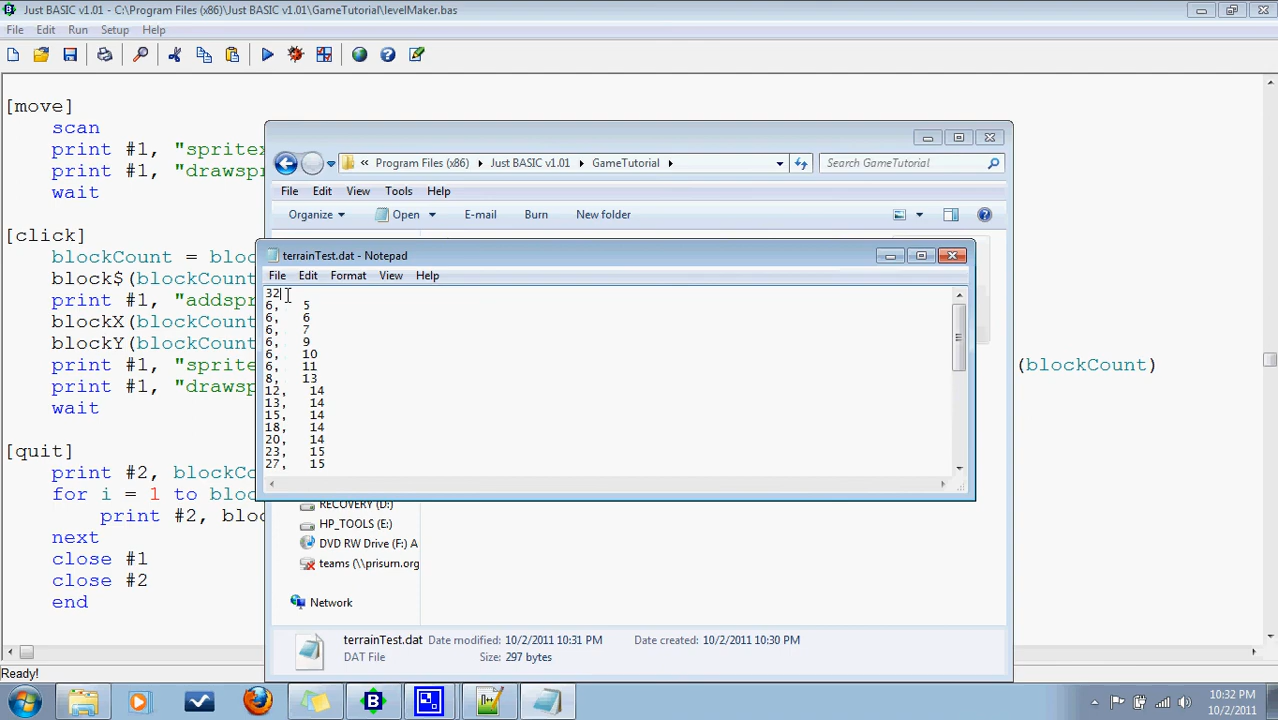 Just BASIC v1.01 - C:\Program Files (x86)\Just BASIC v1.01\GameTutorial\levelMaker.bas
File Edit Run Setup Help
[move]
scan
print #1, "sprite
print #1, "drawsp
wait
[click]
blockCount = bloc
block$(blockCount
print #1, "addspr
blockX(blockCount
blockY(blockCount
print #1, "sprite
(blockCount)
print #1, "drawsp
wait
[quit]
print #2, blockC
for i = 1 to bloc
print #2, bloc
next
close #1
close #2
end
« Program Files (x86) Just BASIC v1.01 GameTutorial
Search GameTutorial
File Edit View Tools Help
Organize Open E-mail Burn New folder
terrainTest.dat - Notepad
File Edit Format View Help
32
6, 5
6, 6
6, 7
6, 9
6, 10
6, 11
8, 13
12, 14
13, 14
15, 14
18, 14
20, 14
23, 15
27, 15
RECOVERY (D:)
HP_TOOLS (E:)
DVD RW Drive (F:) A
teams (\\prisurn.org
Network
terrainTest.dat Date modified: 10/2/2011 10:31 PM Date created: 10/2/2011 10:30 PM
DAT File Size: 297 bytes
Ready!
10:32 PM
10/2/2011